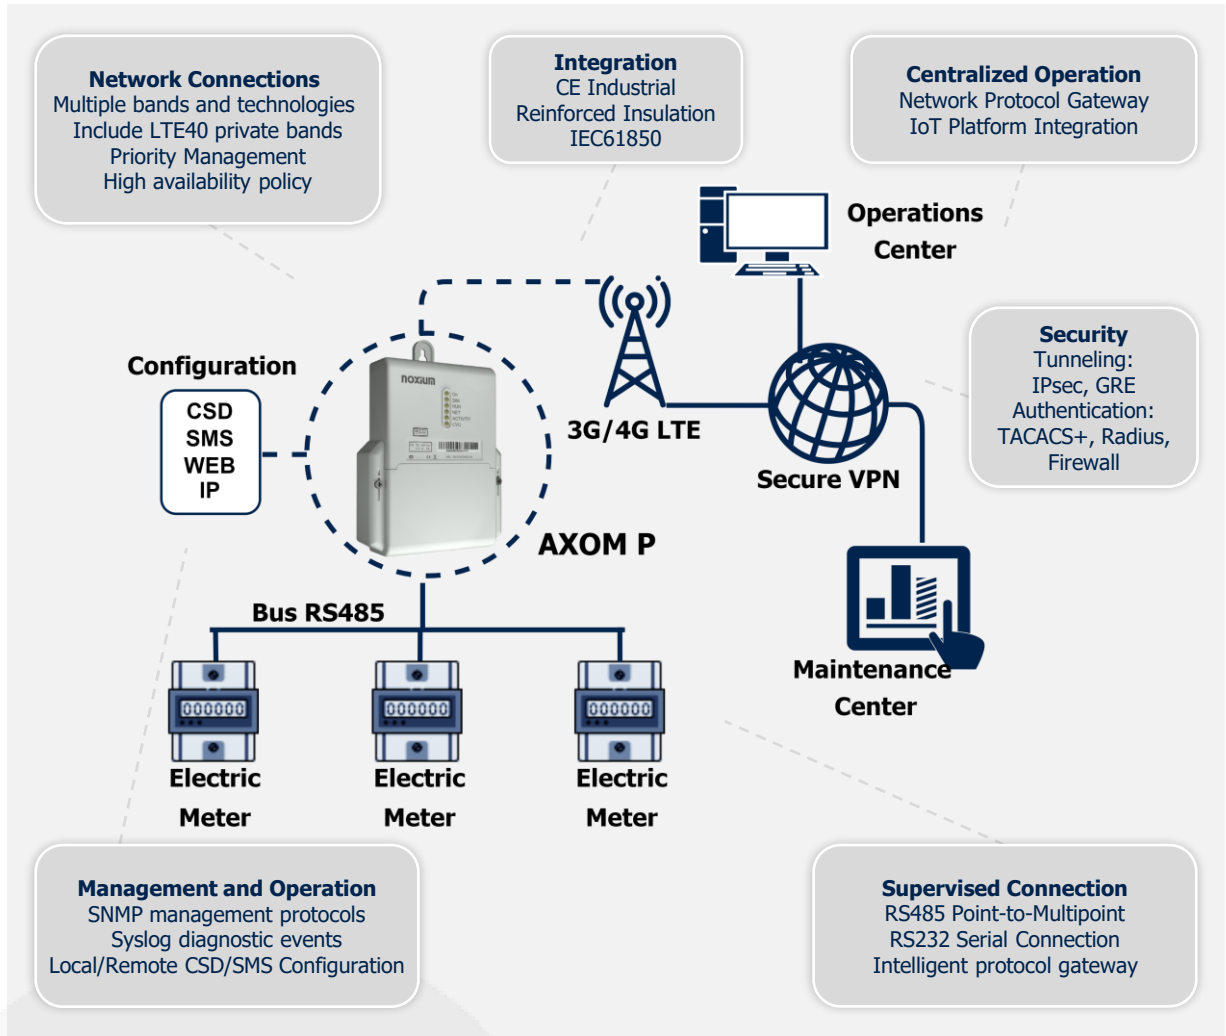 Network Connections
Multiple bands and technologies
Include LTE40 private bands
Priority Management
High availability policy
Integration
CE Industrial
Reinforced Insulation
IEC61850
Centralized Operation
Network Protocol Gateway
IoT Platform Integration
Operations
Center
Security
Tunneling:
IPsec, GRE
Authentication:
TACACS+, Radius,
Firewall
Configuration
CSD
SMS
WEB
IP
noxium
NET
ACTIVITY
3G/4G LTE
Secure VPN
AXOM P
Bus RS485
Maintenance
Center
000000
000000
000000
Electric
Meter
Electric
Meter
Electric
Meter
Management and Operation
SNMP management protocols
Syslog diagnostic events
Local/Remote CSD/SMS Configuration
Supervised Connection
RS485 Point-to-Multipoint
RS232 Serial Connection
Intelligent protocol gateway